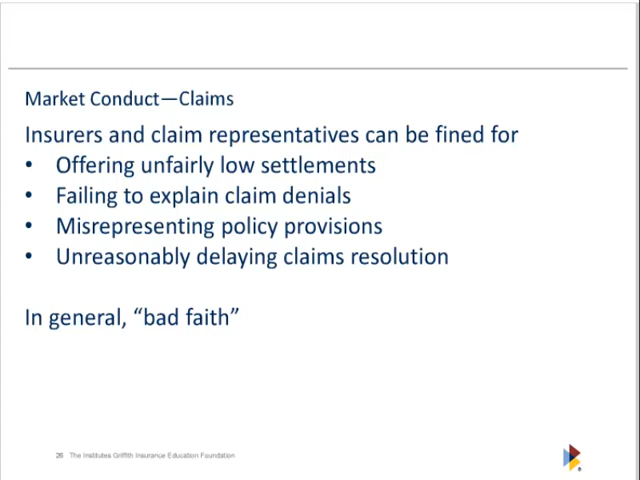 Market Conduct—Claims
Insurers and claim representatives can be fined for
• Offering unfairly low settlements
• Failing to explain claim denials
• Misrepresenting policy provisions
• Unreasonably delaying claims resolution
In general, “bad faith”
26 The Institutes Griffith Insurance Education Foundation
®